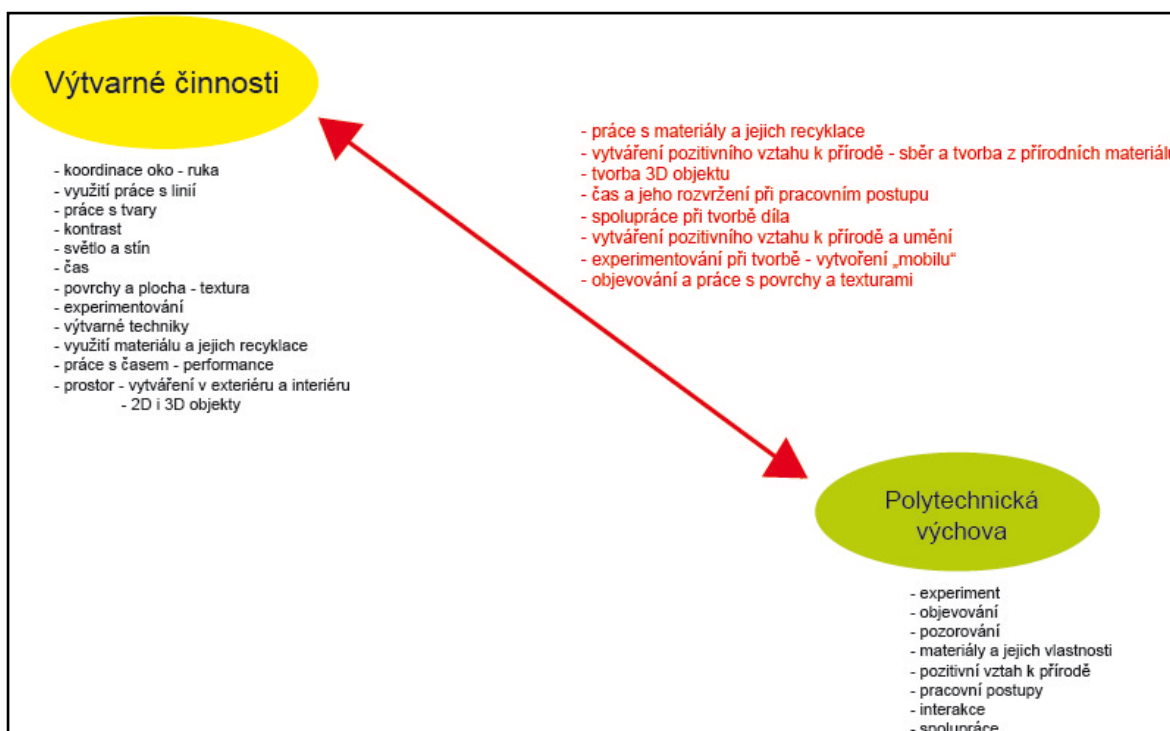 Výtvarné činnosti
- koordinace oko - ruka
- využití práce s linií
- práce s tvary
- kontrast
- světlo a stín
- čas
- povrchy a plocha - textura
- experimentování
- výtvarné techniky
- využití materiálu a jejich recyklace
- práce s časem - performance
- prostor - vytváření v exteriéru a interiéru
- 2D i 3D objekty
- práce s materiály a jejich recyklace
- vytváření pozitivního vztahu k přírodě - sběr a tvorba z přírodních materiálu
- tvorba 3D objektu
- čas a jeho rozvržení při pracovním postupu
- spolupráce při tvorbě díla
- vytváření pozitivního vztahu k přírodě a umění
- experimentování při tvorbě - vytvoření „mobilu“
- objevování a práce s povrchy a texturami
Polytechnická
výchova
- experiment
- objevování
- pozorování
- materiály a jejich vlastnosti
- pozitivní vztah k přírodě
- pracovní postupy
- interakce
- spolupráce